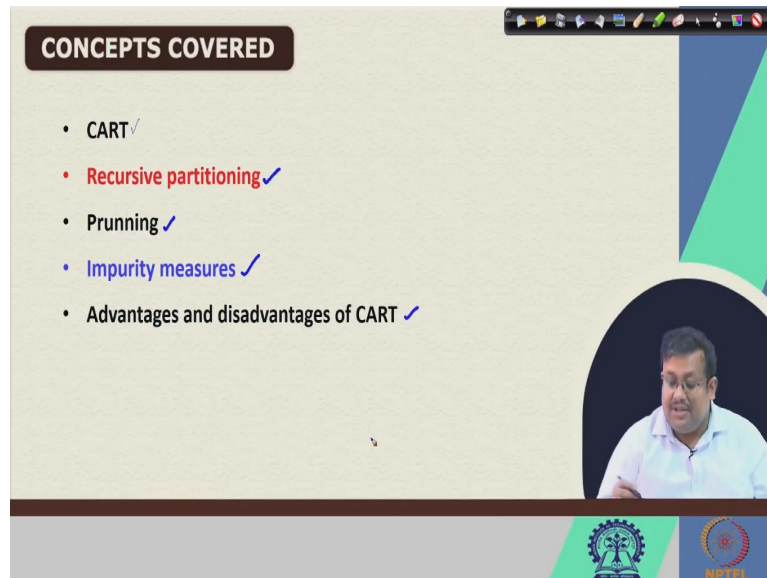 CONCEPTS COVERED
• CART
• Recursive partitioning
• Prunning
• Impurity measures
• Advantages and disadvantages of CART
NPTEL